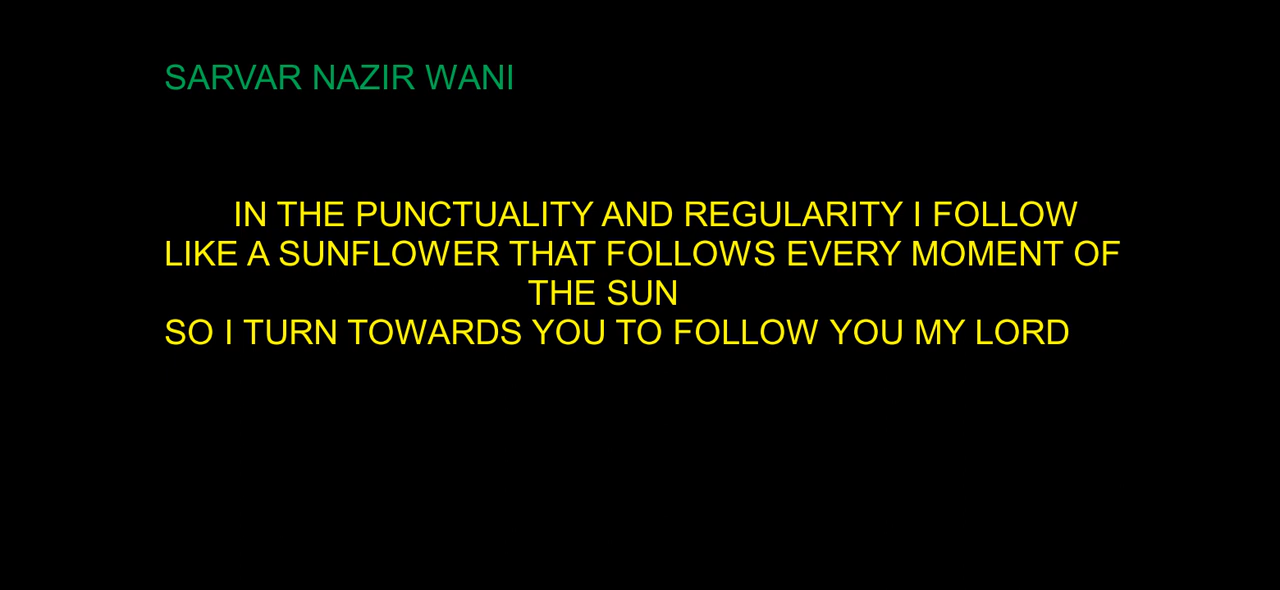 SARVAR NAZIR WANI
IN THE PUNCTUALITY AND REGULARITY I FOLLOW
LIKE A SUNFLOWER THAT FOLLOWS EVERY MOMENT OF
THE SUN
SO I TURN TOWARDS YOU TO FOLLOW YOU MY LORD